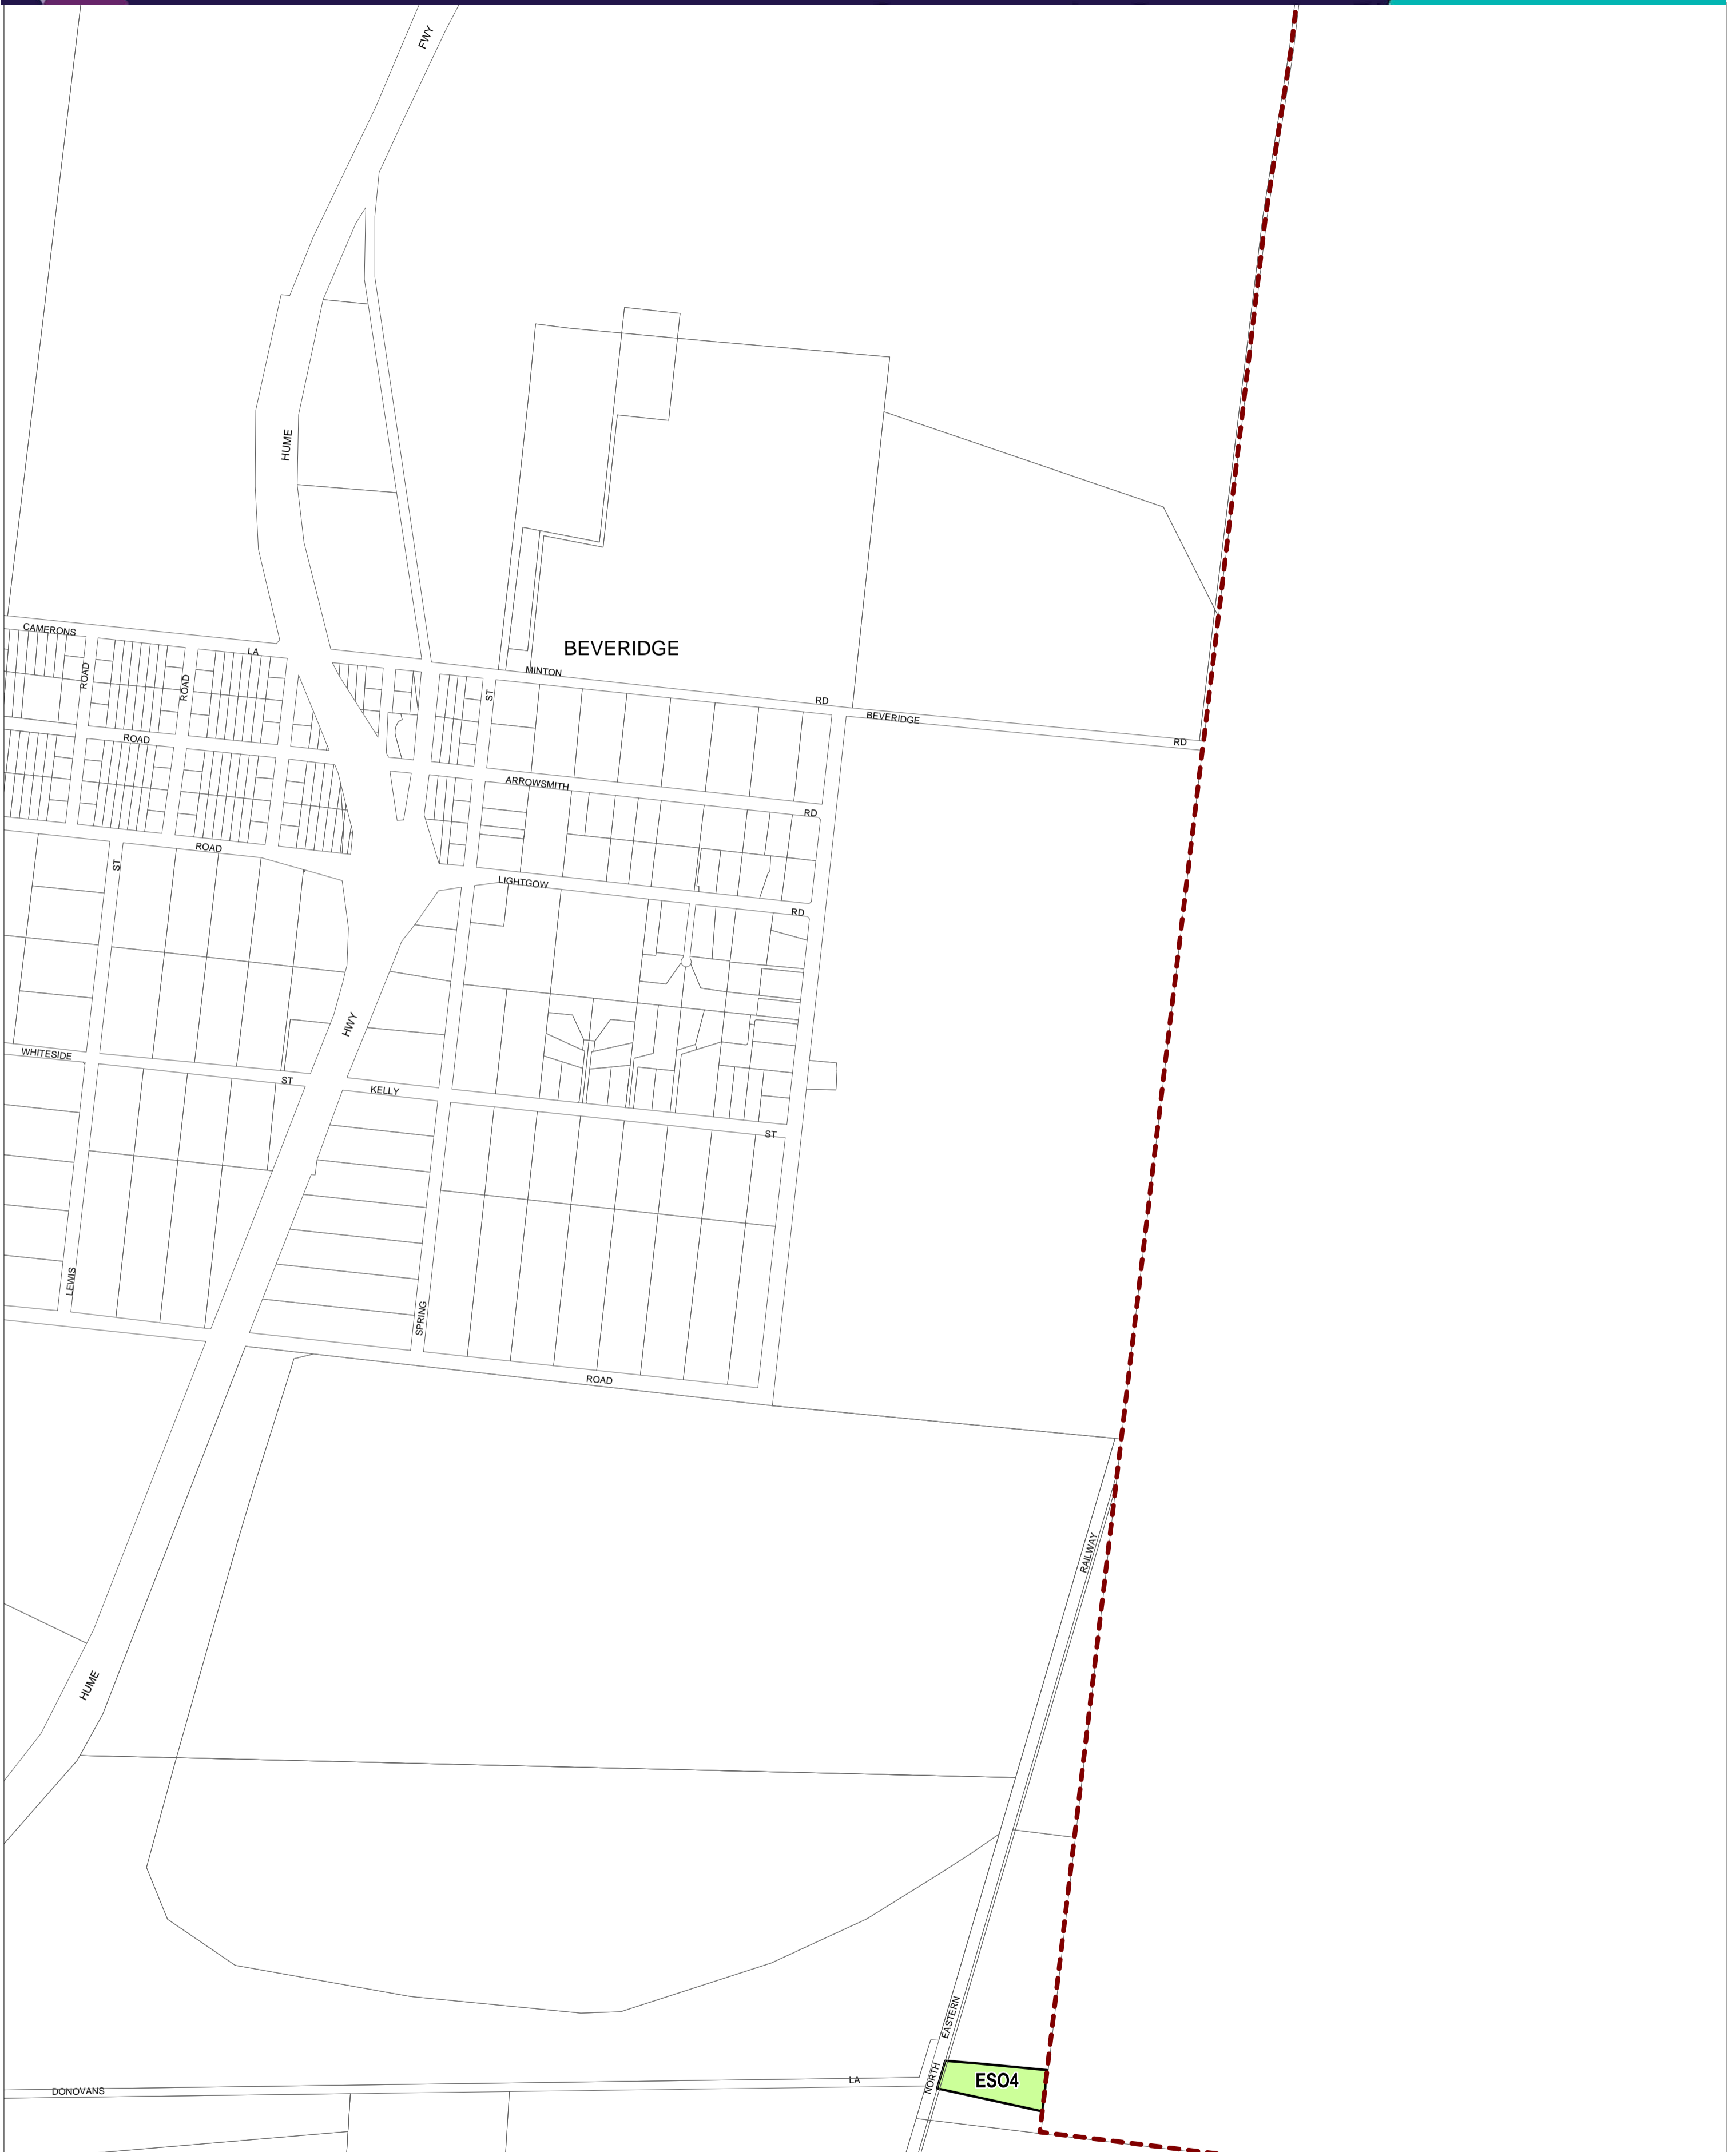 FWY
HUME
CAMERONS
LA
BEVERIDGE
ROAD
ROAD
MINTON
ST
RD
BEVERIDGE
RD
ROAD
ARROWSMITH
RD
ROAD
ST
LIGHTGOW
RD
HWY
WHITESIDE
ST
KELLY
ST
LEWIS
SPRING
ROAD
RAILWAY
HUME
EASTERN
NORTH
ESO4
LA
DONOVANS